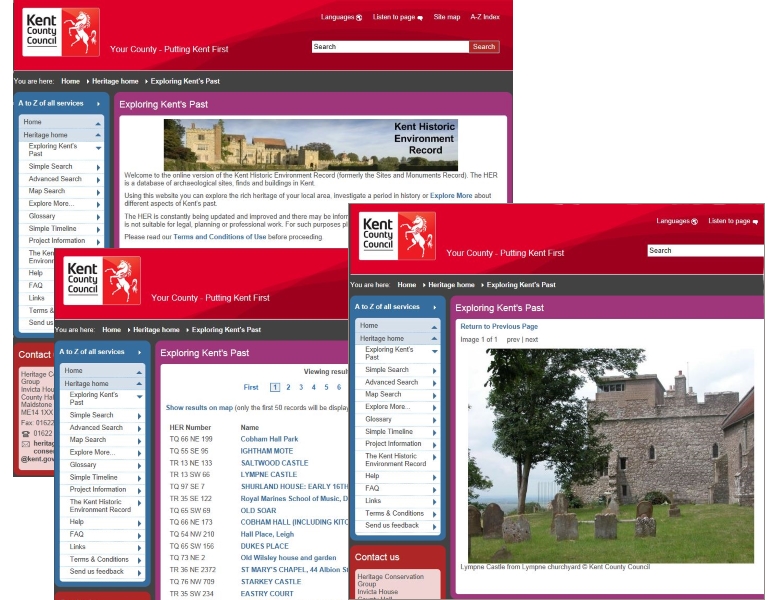 Kent
County
Council
Your County - Putting Kent First
Languages
Listen to page
Site map
A-Z Index
Search
Search
You are here: Home Heritage home Exploring Kent's Past
A to Z of all services
Home
Heritage home
Exploring Kent's
Past
Simple Search
Advanced Search
Map Search
Explore More...
Glossary
Simple Timeline
Project Information
The Ken
Environm
Help
FAQ
Links
Terms &
Send us
Contact
Heritage Co
Group
Invicta Hou
County Hal
Maidstone
ME14 1XX
Fax: 01622
01622
heritag
conse
@kent.gov
Exploring Kent's Past
Kent Historic
Environment
Record
Welcome to the online version of the Kent Historic Environment Record (formerly the Sites and Monuments Record). The HER
is a database of archaeological sites, finds and buildings in Kent.
Using this website you can explore the rich heritage of your local area, investigate a period in history or Explore More about
different aspects of Kent's past.
The HER is constantly being updated and improved and there may be inform
is not suitable for legal, planning or professional work. For such purposes pl
Please read our Terms and Conditions of Use before proceeding.
Kent
County
Council
Your County - Putting Kent First
You are here: Home Heritage home Exploring Kent's Past
A to Z of all services
Home
Heritage home
Exploring Kent's
Past
Simple Search
Advanced Search
Map Search
Explore More...
Glossary
Simple Timeline
Project Information
The Kent Historic
Environment Record
Help
FAQ
Links
Terms & Conditions
Send us feedback
Exploring Kent's Past
Viewing result
First 1 2 3 4 5 6
Show results on map (only the first 50 records will be display
HER Number Name
TQ 66 NE 199 Cobham Hall Park
TQ 55 SE 95 IGHTHAM MOTE
TR 13 NE 133 SALTWOOD CASTLE
TR 13 SW 66 LYMPNE CASTLE
TQ 97 SE 7 SHURLAND HOUSE: EARLY 16TH
TR 35 SE 122 Royal Marines School of Music, D
TQ 65 SW 69 OLD SOAR
TQ 66 NE 173 COBHAM HALL (INCLUDING KITC
TQ 54 NW 210 Hall Place, Leigh
TQ 65 SW 156 DUKES PLACE
TQ 73 NE 2 Old Wilsley house and garden
TR 36 NE 2372 ST MARY'S CHAPEL, 44 Albion St
TQ 76 NW 709 STARKEY CASTLE
TR 35 SW 234 EASTRY COURT
Kent
County
Council
Your County - Putting Kent First
Languages
Listen to page
Search
You are here: Home Heritage home Exploring Kent's Past
A to Z of all services
Home
Heritage home
Exploring Kent's
Past
Simple Search
Advanced Search
Map Search
Explore More...
Glossary
Simple Timeline
Project Information
The Kent Historic
Environment Record
Help
FAQ
Links
Terms & Conditions
Send us feedback
Contact us
Heritage Conservation
Group
Invicta House
County Hall
Exploring Kent's Past
Return to Previous Page
Image 1 of 1 prev | next
Lympne Castle from Lympne churchyard © Kent County Council